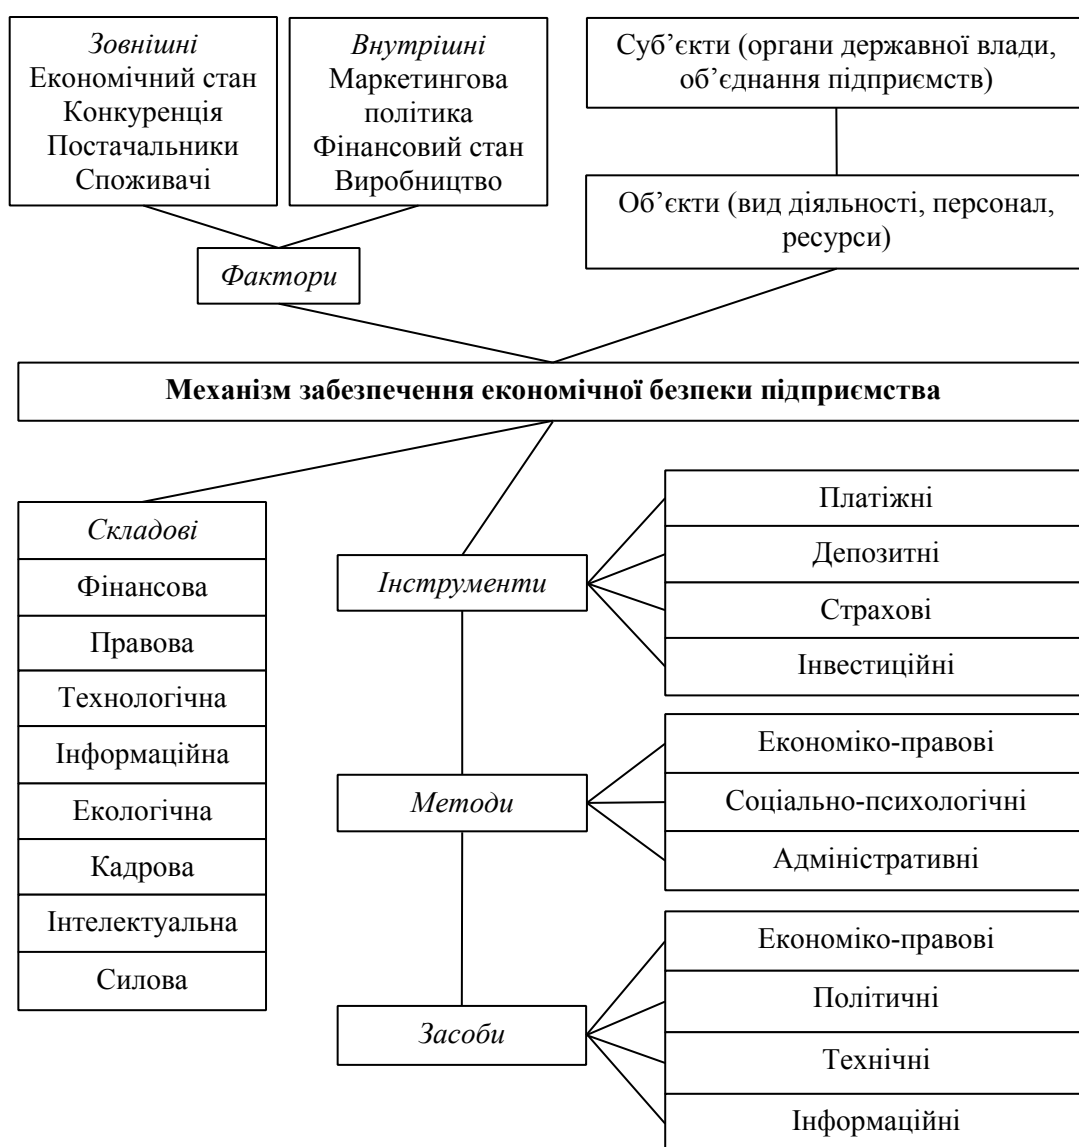 Зовнішні
Економічний стан
Конкуренція
Постачальники
Споживачі
Внутрішні
Маркетингова
політика
Фінансовий стан
Виробництво
Суб’єкти (органи державної влади,
об’єднання підприємств)
Об’єкти (вид діяльності, персонал,
ресурси)
Фактори
Механізм забезпечення економічної безпеки підприємства
Складові
Фінансова
Правова
Технологічна
Інформаційна
Екологічна
Кадрова
Інтелектуальна
Силова
Інструменти
Платіжні
Депозитні
Страхові
Інвестиційні
Методи
Економіко-правові
Соціально-психологічні
Адміністративні
Засоби
Економіко-правові
Політичні
Технічні
Інформаційні